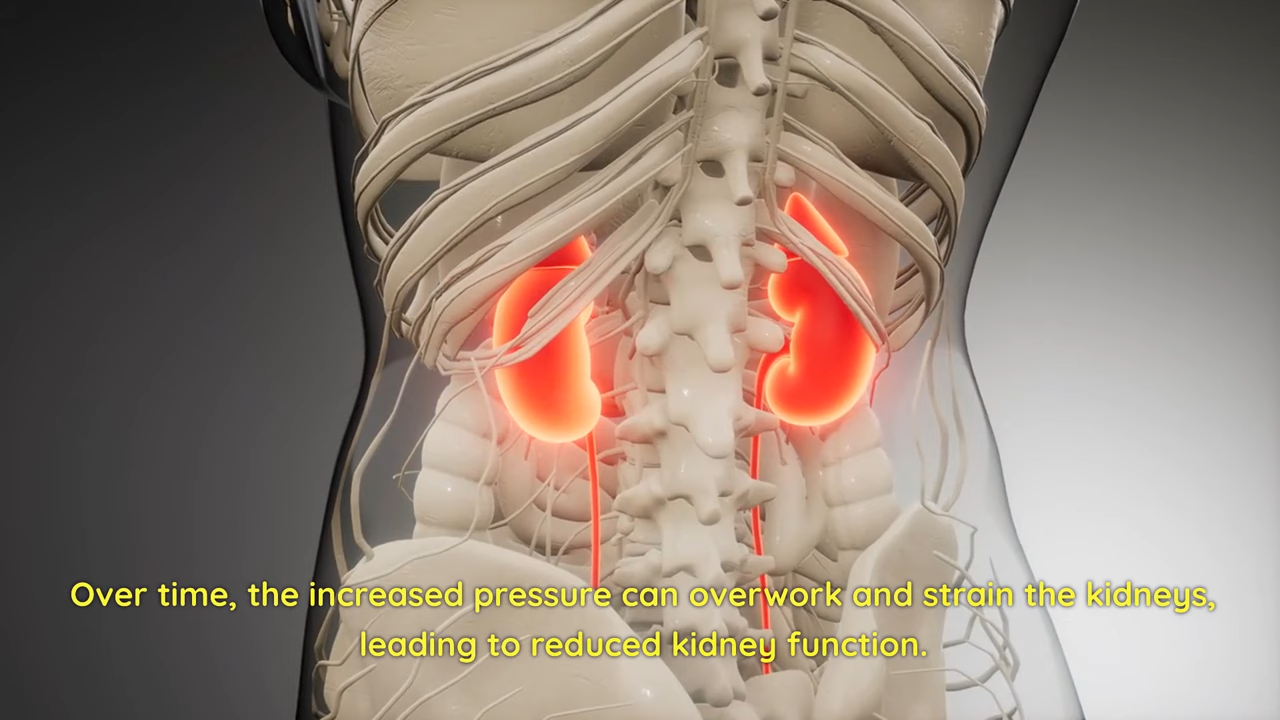 Over time, the increased pressure can overwork and strain the kidneys,
leading to reduced kidney function.